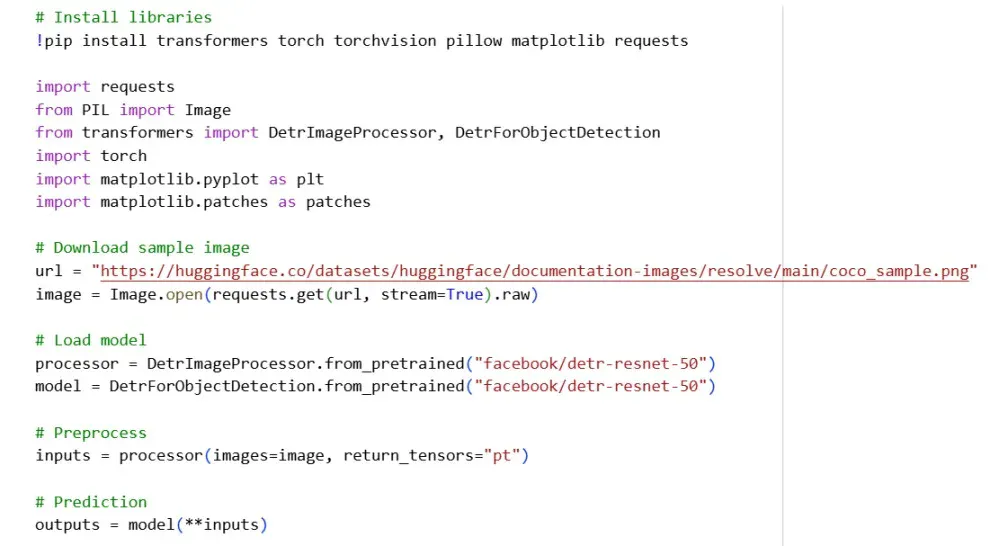 # Install libraries
!pip install transformers torch torchvision pillow matplotlib requests
import requests
from PIL import Image
from transformers import DetrImageProcessor, DetrForObjectDetection
import torch
import matplotlib.pyplot as plt
import matplotlib.patches as patches
# Download sample image
url = "https://huggingface.co/datasets/huggingface/documentation-images/resolve/main/coco_sample.png"
image = Image.open(requests.get(url, stream=True).raw)
# Load model
processor = DetrImageProcessor.from_pretrained("facebook/detr-resnet-50")
model = DetrForObjectDetection.from_pretrained("facebook/detr-resnet-50")
# Preprocess
inputs = processor(images=image, return_tensors="pt")
# Prediction
outputs = model(**inputs)